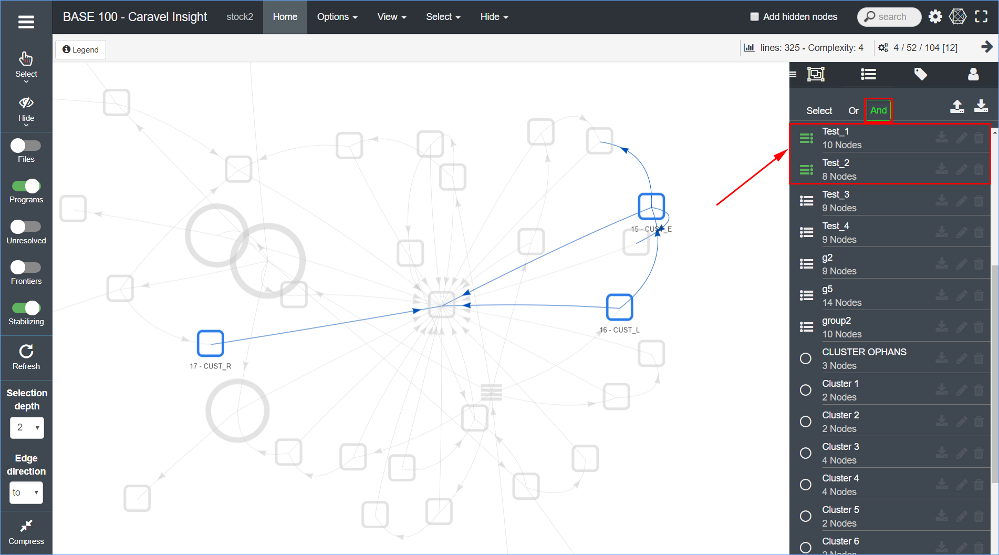 BASE 100 - Caravel Insight
stock2
Home
Options
View
Select
Hide
Add hidden nodes
search
Legend
lines: 325 - Complexity: 4
4 / 52 / 104 [12]
Select
Hide
Files
Programs
Unresolved
Frontiers
Stabilizing
Refresh
Selection
depth
2
Edge
direction
to
Compress
15 - CUST_E
16 - CUST_L
17 - CUST_R
Select
Or
And
Test_1
10 Nodes
Test_2
8 Nodes
Test_3
9 Nodes
Test_4
9 Nodes
g2
9 Nodes
g5
14 Nodes
group2
10 Nodes
CLUSTER OPHANS
3 Nodes
Cluster 1
2 Nodes
Cluster 2
2 Nodes
Cluster 3
4 Nodes
Cluster 4
4 Nodes
Cluster 5
2 Nodes
Cluster 6